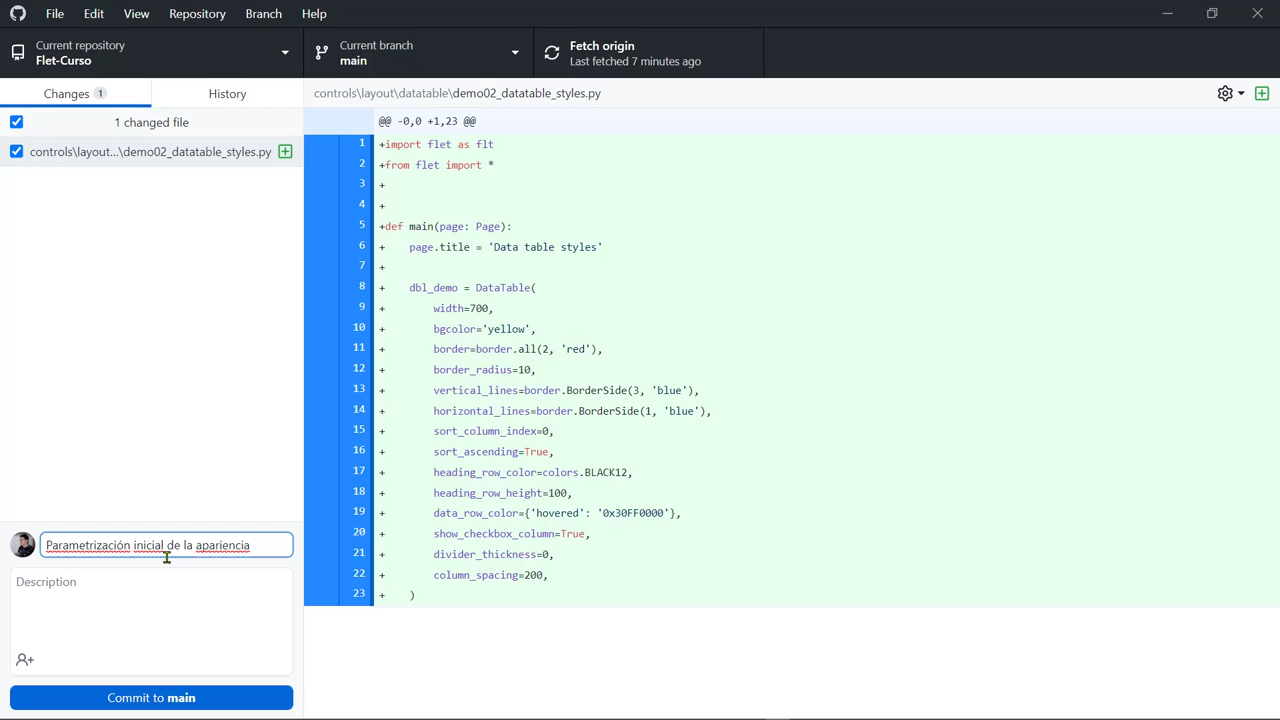 File Edit View Repository Branch Help
Current repository
Flet-Curso
Current branch
main
Fetch origin
Last fetched 7 minutes ago
Changes 1
History
1 changed file
controls\layout...\demo02_datatable_styles.py
controls\layout\datatable\demo02_datatable_styles.py
@@ -0,0 +1,23 @@
1 +import flet as flt
2 +from flet import *
3 +
4 +
5 +def main(page: Page):
6 +    page.title = 'Data table styles'
7 +
8 +    dbl_demo = DataTable(
9 +        width=700,
10 +        bgcolor='yellow',
11 +        border=border.all(2, 'red'),
12 +        border_radius=10,
13 +        vertical_lines=border.BorderSide(3, 'blue'),
14 +        horizontal_lines=border.BorderSide(1, 'blue'),
15 +        sort_column_index=0,
16 +        sort_ascending=True,
17 +        heading_row_color=colors.BLACK12,
18 +        heading_row_height=100,
19 +        data_row_color={'hovered': '0x30FF0000'},
20 +        show_checkbox_column=True,
21 +        divider_thickness=0,
22 +        column_spacing=200,
23 +    )
Parametrización inicial de la apariencia
Description
Commit to main